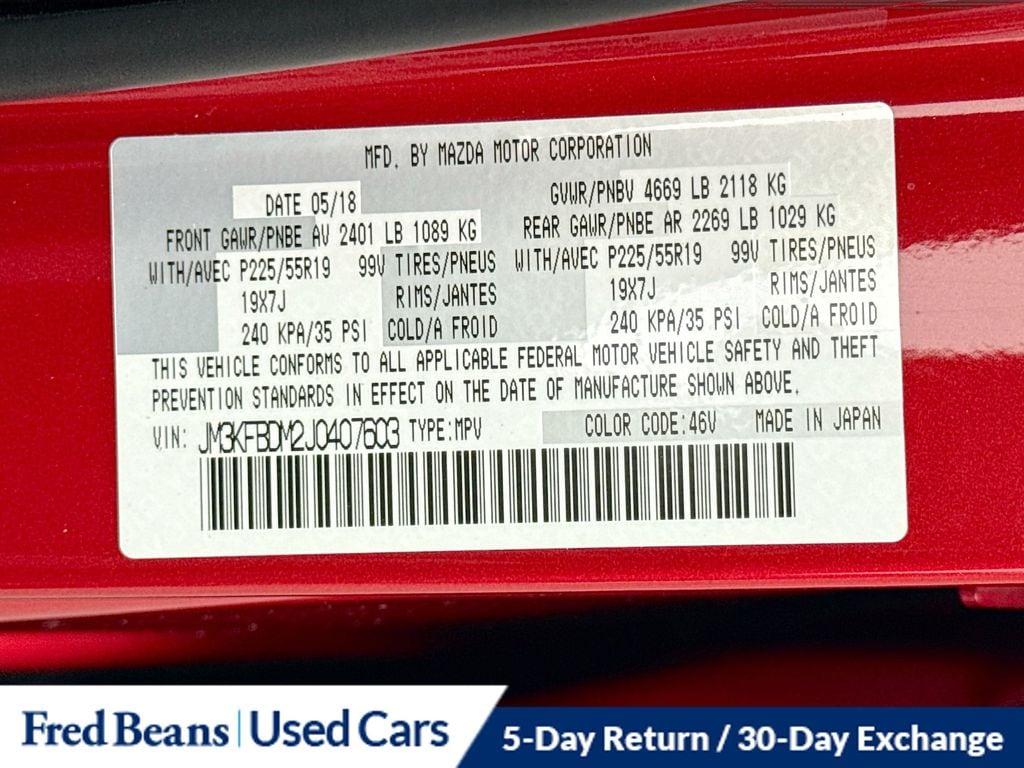 MFD. BY MAZDA MOTOR CORPORATION
DATE 05/18 GVWR/PNBV 4669 LB 2118 KG
FRONT GAWR/PNBE AV 2401 LB 1089 KG REAR GAWR/PNBE AR 2269 LB 1029 KG
WITH/AVEC P225/55R19 99V TIRES/PNEUS WITH/AVEC P225/55R19 99V TIRES/PNEUS
19X7J RIMS/JANTES 19X7J RIMS/JANTES
240 KPA/35 PSI COLD/A FROID 240 KPA/35 PSI COLD/A FROID
THIS VEHICLE CONFORMS TO ALL APPLICABLE FEDERAL MOTOR VEHICLE SAFETY AND THEFT
PREVENTION STANDARDS IN EFFECT ON THE DATE OF MANUFACTURE SHOWN ABOVE.
VIN: JM3KFBDM2J0407603 TYPE:MPV COLOR CODE:46V MADE IN JAPAN
Fred Beans | Used Cars 5-Day Return / 30-Day Exchange